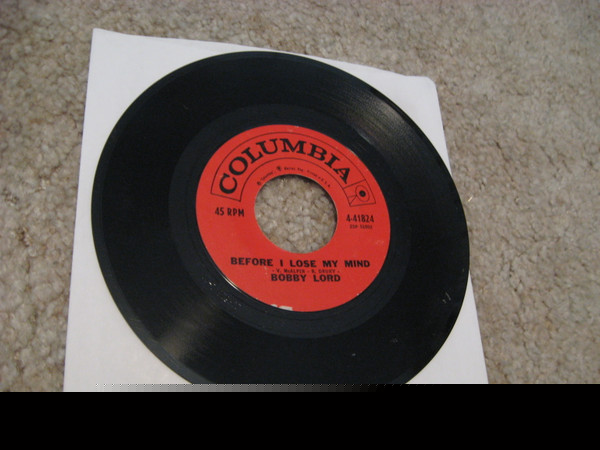 COLUMBIA
45 RPM
4-41824
BEFORE I LOSE MY MIND
BOBBY LORD